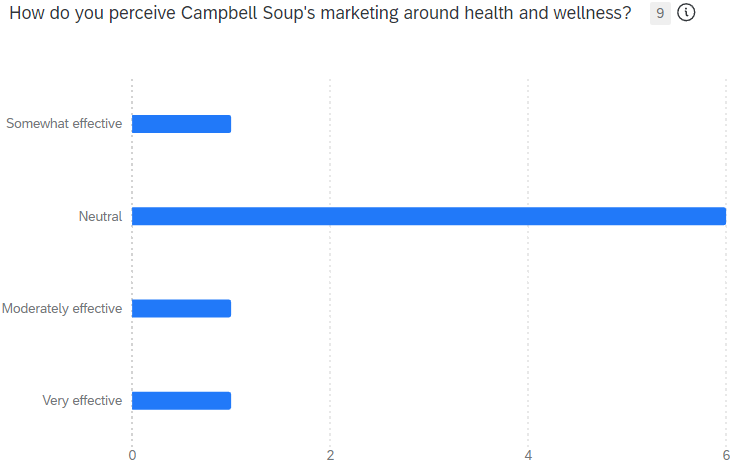 How do you perceive Campbell Soup's marketing around health and wellness? 9
Somewhat effective
Neutral
Moderately effective
Very effective
0 2 4 6